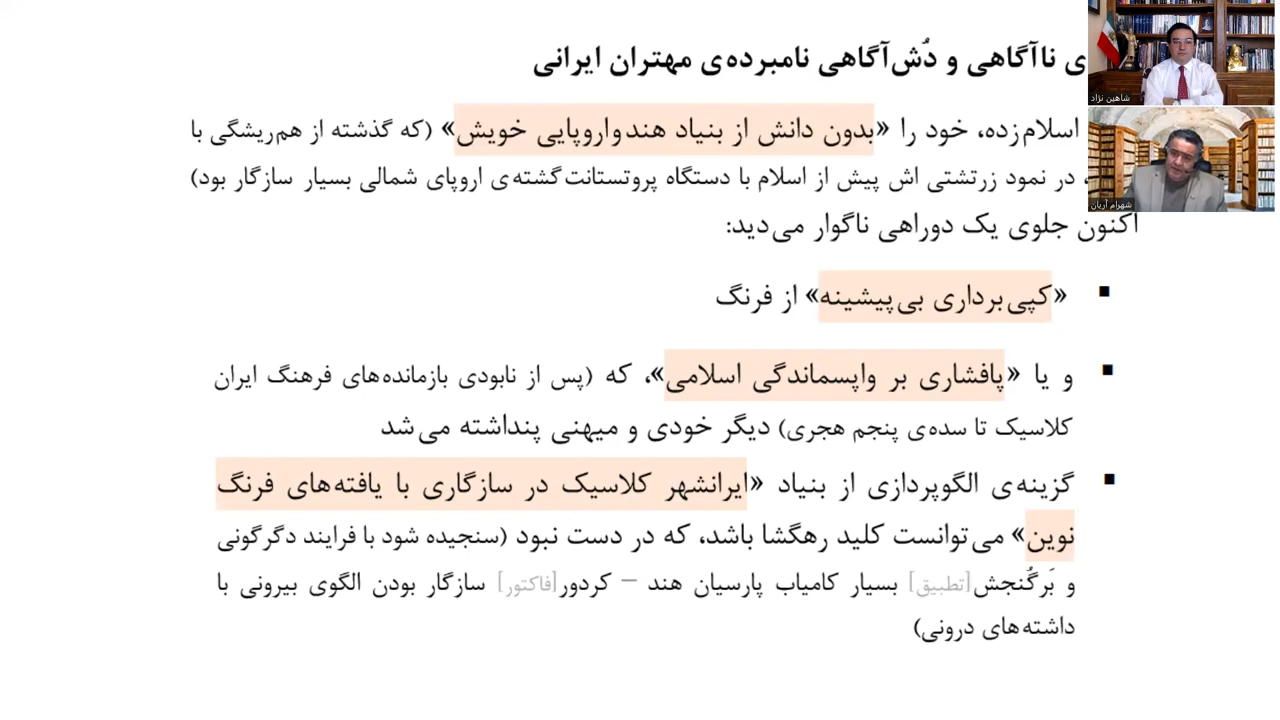 ی ناآگاهی و دُش‌آگاهی نامبرده‌ی مهتران ایرانی
اسلام‌زده، خود را «بدون دانش از بنیاد هندواروپایی خویش» (که گذشته از هم‌ریشگی با
، در نمود زرتشتی اش پیش از اسلام با دستگاه پروتستانت‌گشته‌ی اروپای شمالی بسیار سازگار بود)
اکنون جلوی یک دوراهی ناگوار می‌دید:
▪ «کپی‌برداری بی‌پیشینه» از فرنگ
▪ و یا «پافشاری بر واپسماندگی اسلامی»، که (پس از نابودی بازمانده‌های فرهنگ ایران
کلاسیک تا سده‌ی پنجم هجری) دیگر خودی و میهنی پنداشته می‌شد
▪ گزینه‌ی الگوپردازی از بنیاد «ایرانشهر کلاسیک در سازگاری با یافته‌های فرنگ
نوین» می‌توانست کلید رهگشا باشد، که در دست نبود (سنجیده شود با فرایند دگرگونی
و بَرگُنجش[تطبیق] بسیار کامیاب پارسیان هند – کردور[فاکتور] سازگار بودن الگوی بیرونی با
داشته‌های درونی)
شاهین نژاد
شهرام آریان